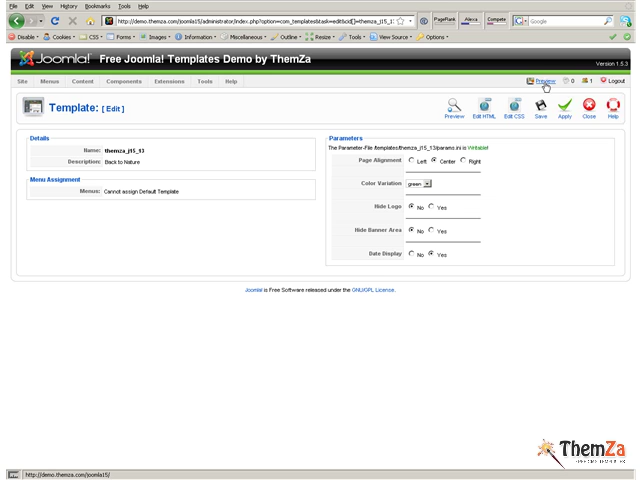 File Edit View History Bookmarks Tools Help
http://demo.themza.com/joomla15/administrator/index.php?option=com_templates&task=edit&cid[]=themza_j15_13
PageRank Alexa Compete Google
Disable Cookies CSS Forms Images Information Miscellaneous Outline Resize Tools View Source Options
Joomla! Free Joomla! Templates Demo by ThemZa
Version 1.5.3
Site Menus Content Components Extensions Tools Help Preview 0 1 Logout
Template: [ Edit ]
Preview Edit HTML Edit CSS Save Apply Close Help
Details
Name: themza_j15_13
Description: Back to Nature
Menu Assignment
Menus: Cannot assign Default Template
Parameters
The Parameter-File /templates/themza_j15_13/params.ini is Writable!
Page Alignment Left Center Right
Color Variation green
Hide Logo No Yes
Hide Banner Area No Yes
Date Display No Yes
Joomla! is Free Software released under the GNU/GPL License.
ThemZa
http://demo.themza.com/joomla15/